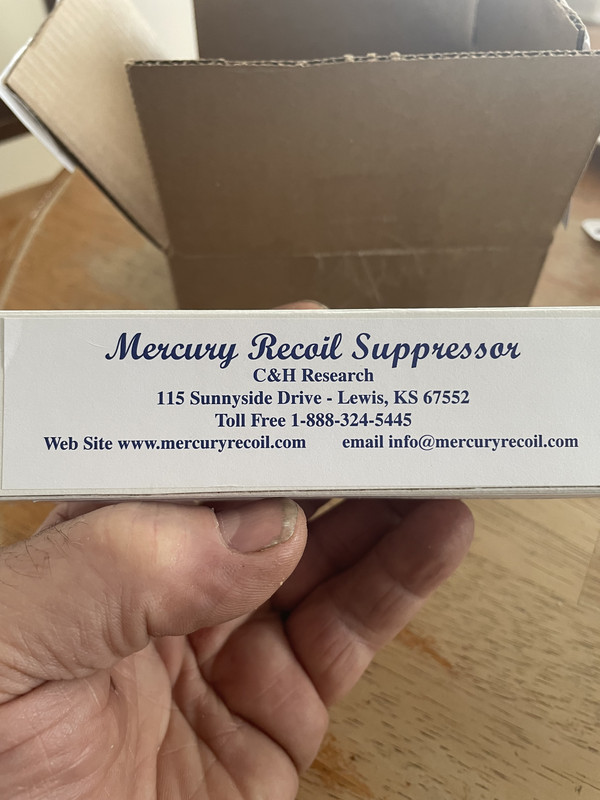 Mercury Recoil Suppressor
C&H Research
115 Sunnyside Drive - Lewis, KS 67552
Toll Free 1-888-324-5445
Web Site www.mercuryrecoil.com email info@mercuryrecoil.com